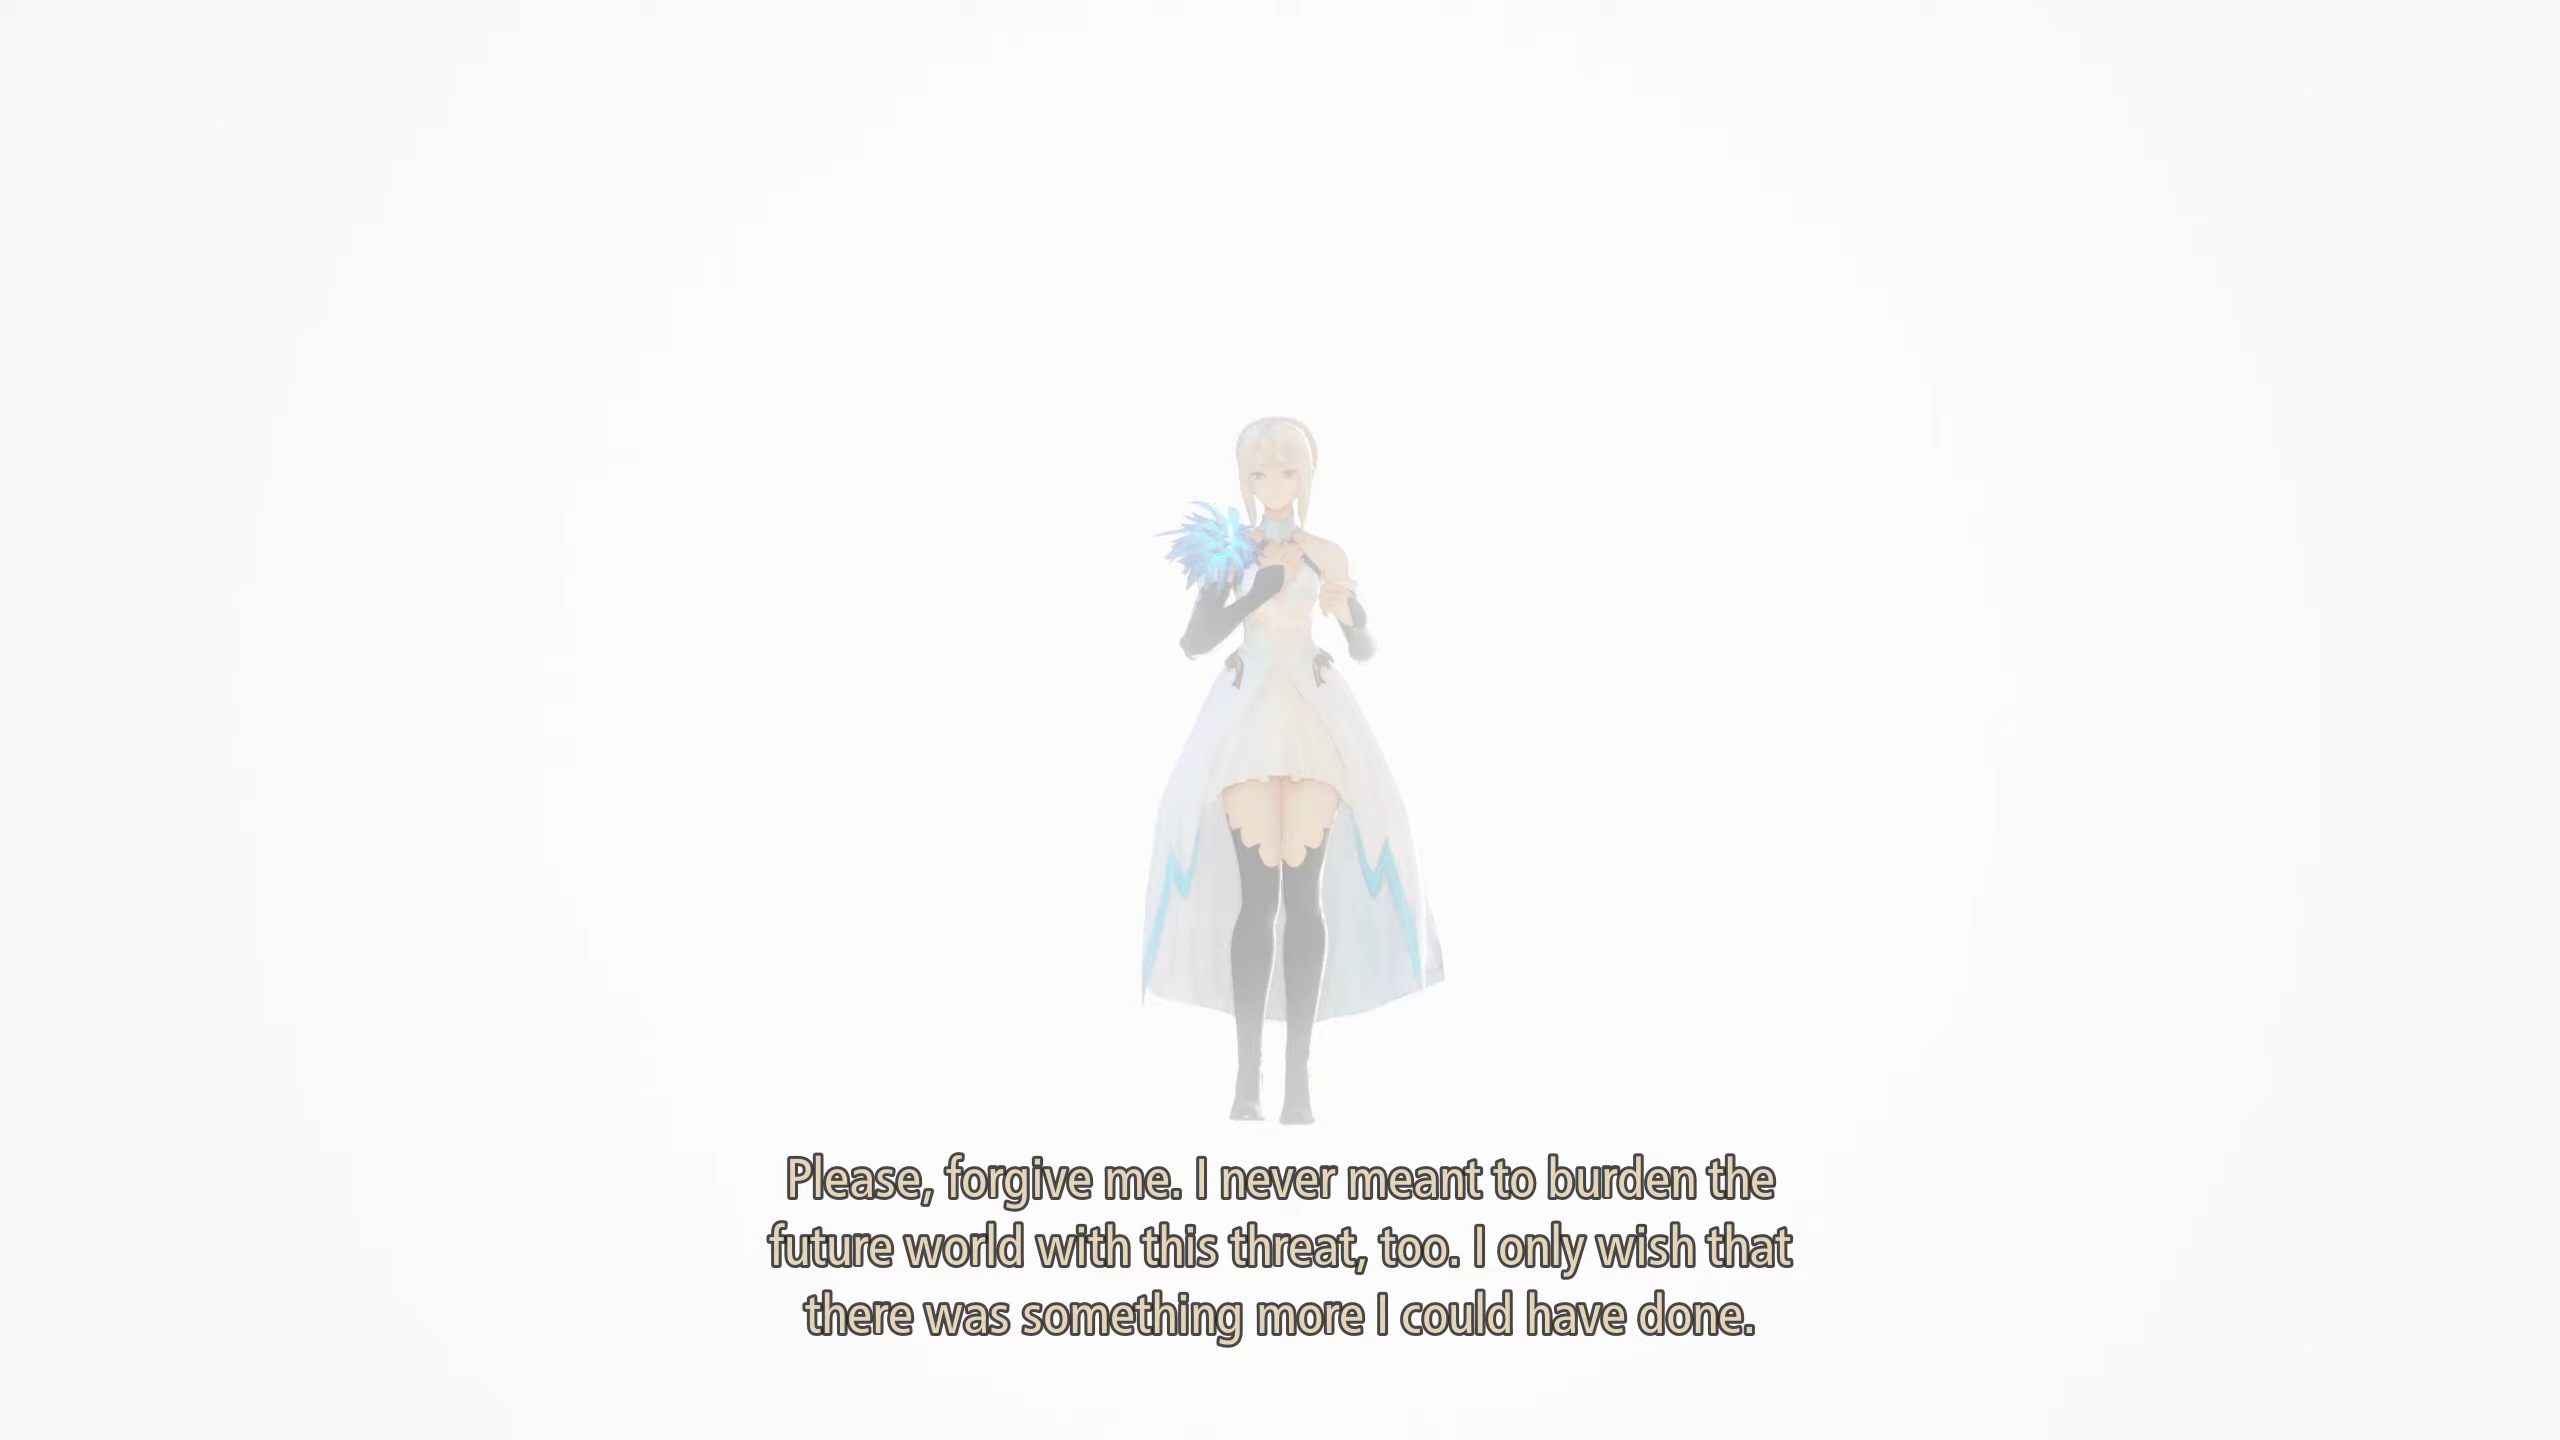 Please, forgive me. I never meant to burden the
future world with this threat, too. I only wish that
there was something more I could have done.